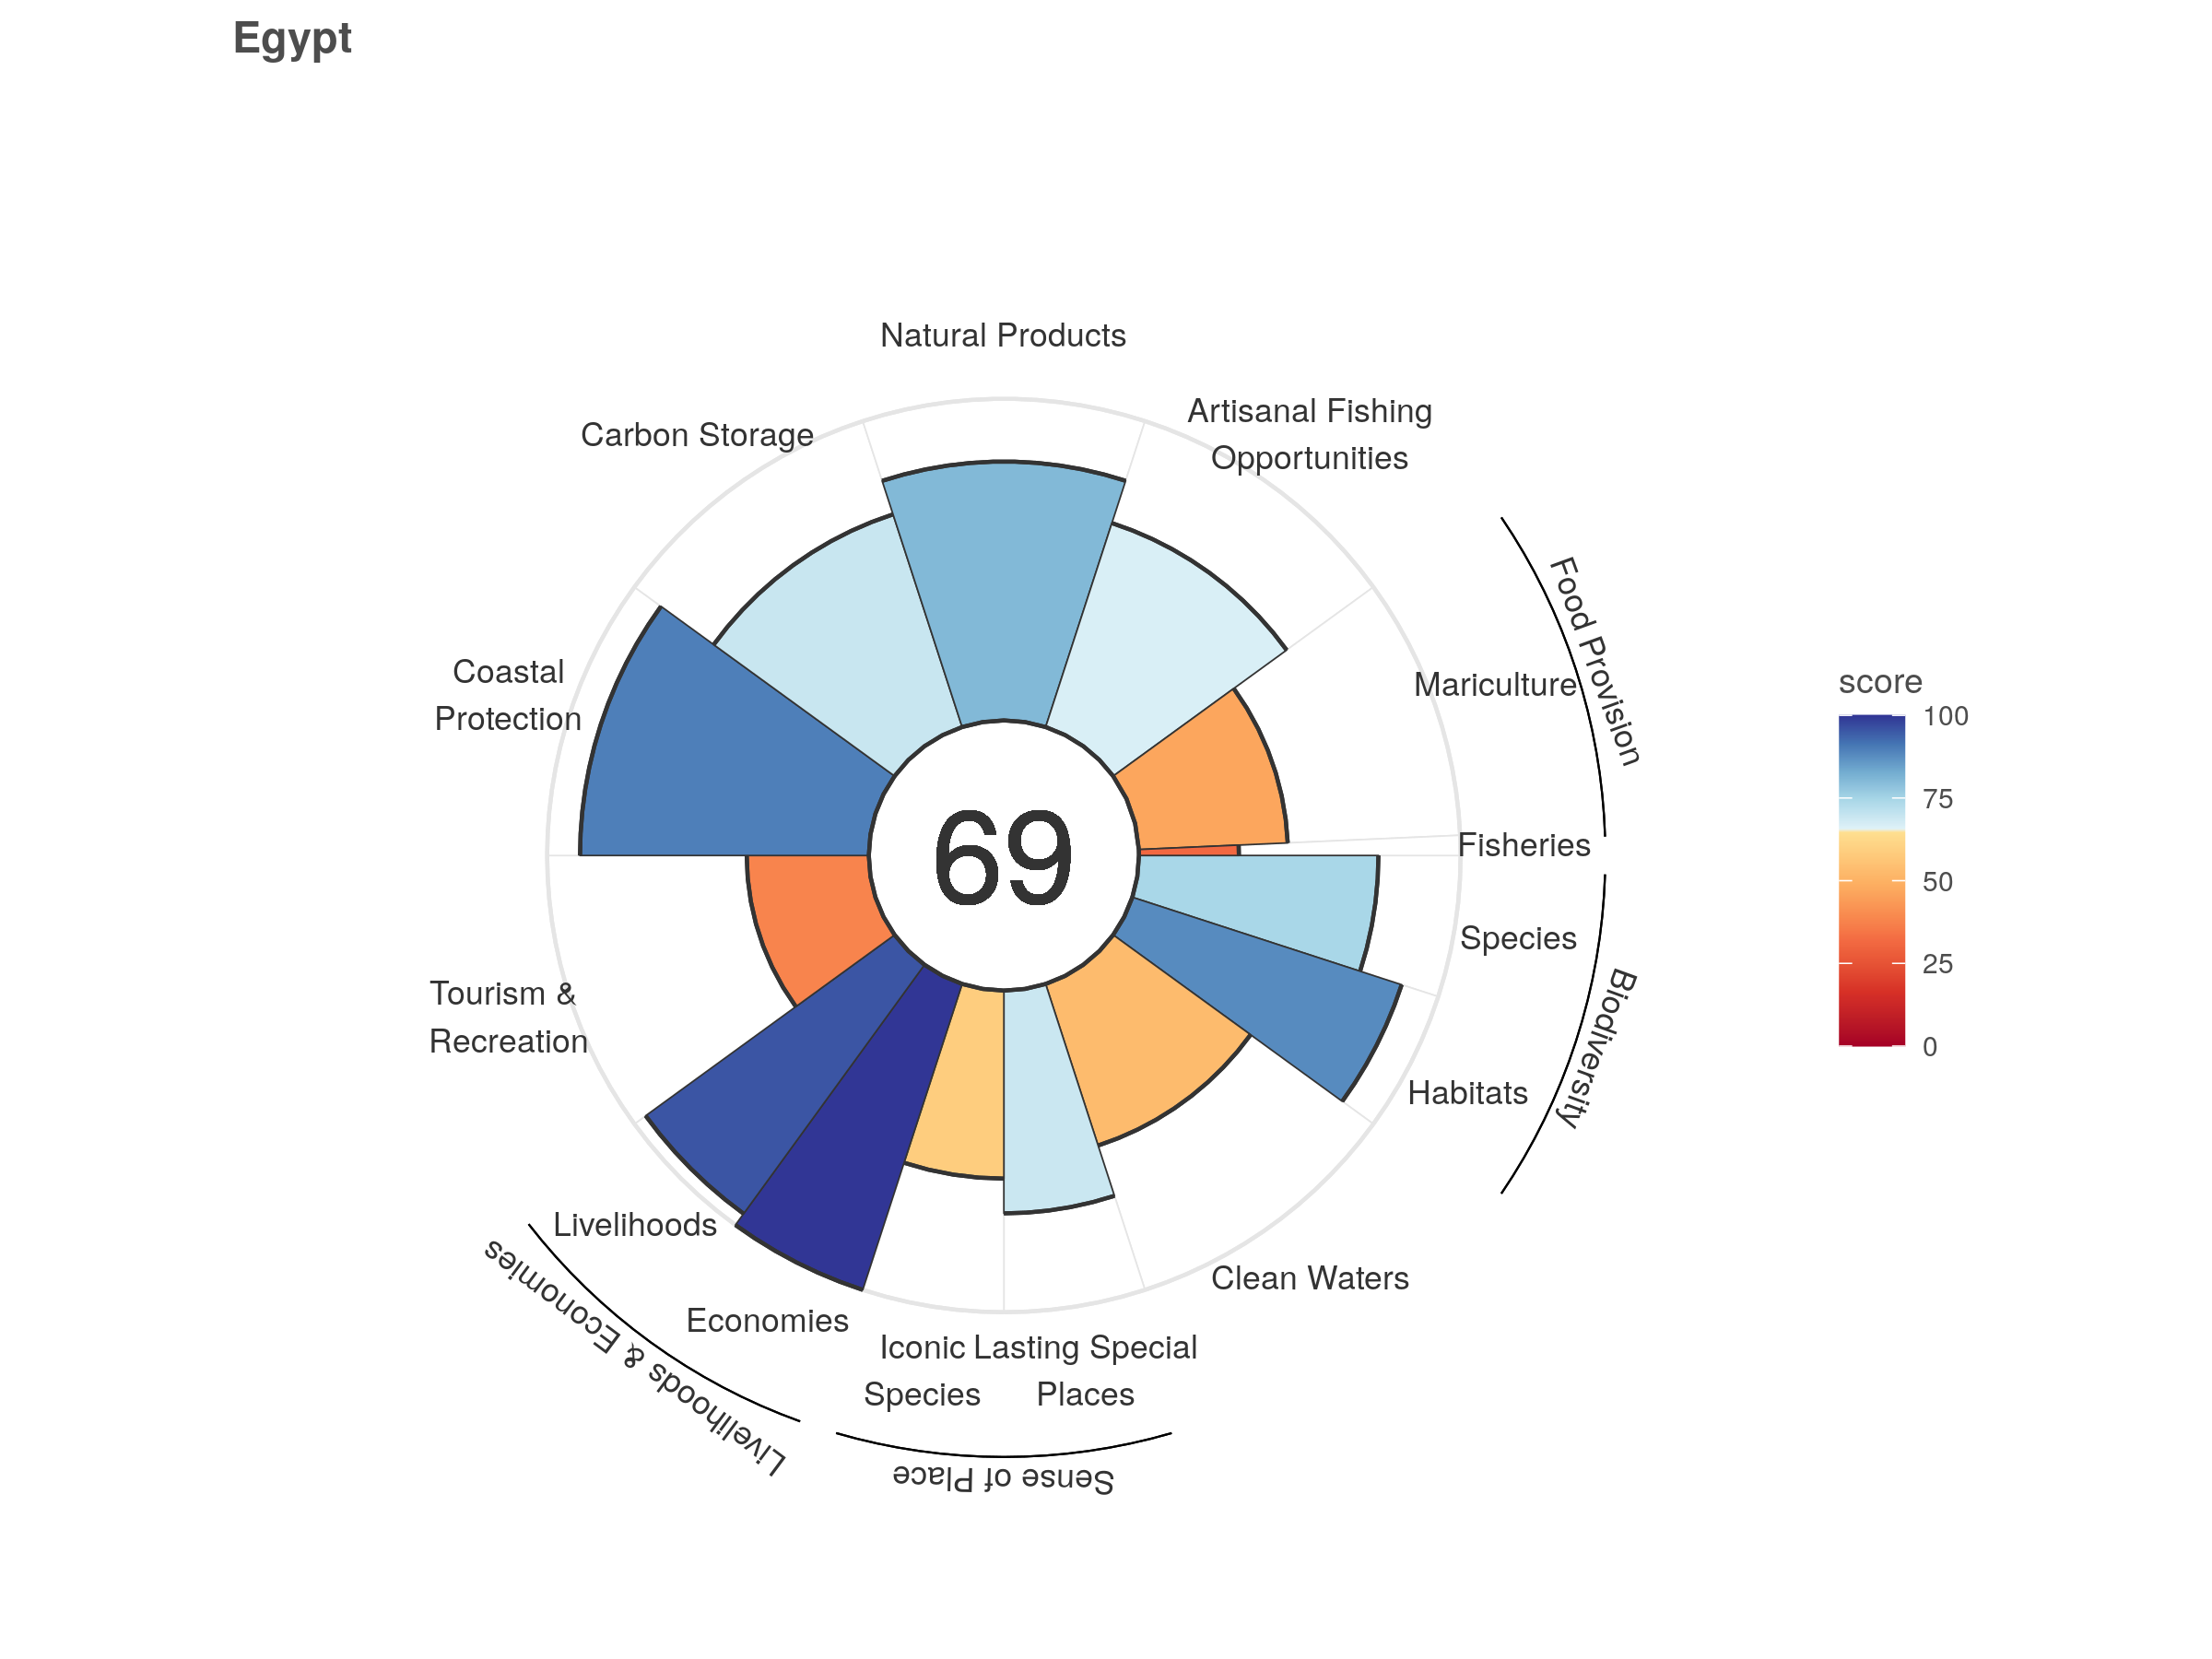 Egypt
Natural Products
Artisanal Fishing
Opportunities
Carbon Storage
Food Provision
Coastal
Protection
Mariculture
score
100
75
50
25
0
69
Fisheries
Species
Biodiversity
Tourism &
Recreation
Habitats
Livelihoods
Clean Waters
Economies
Livelihoods & Economies
Iconic
Species
Lasting Special
Places
Sense of Place